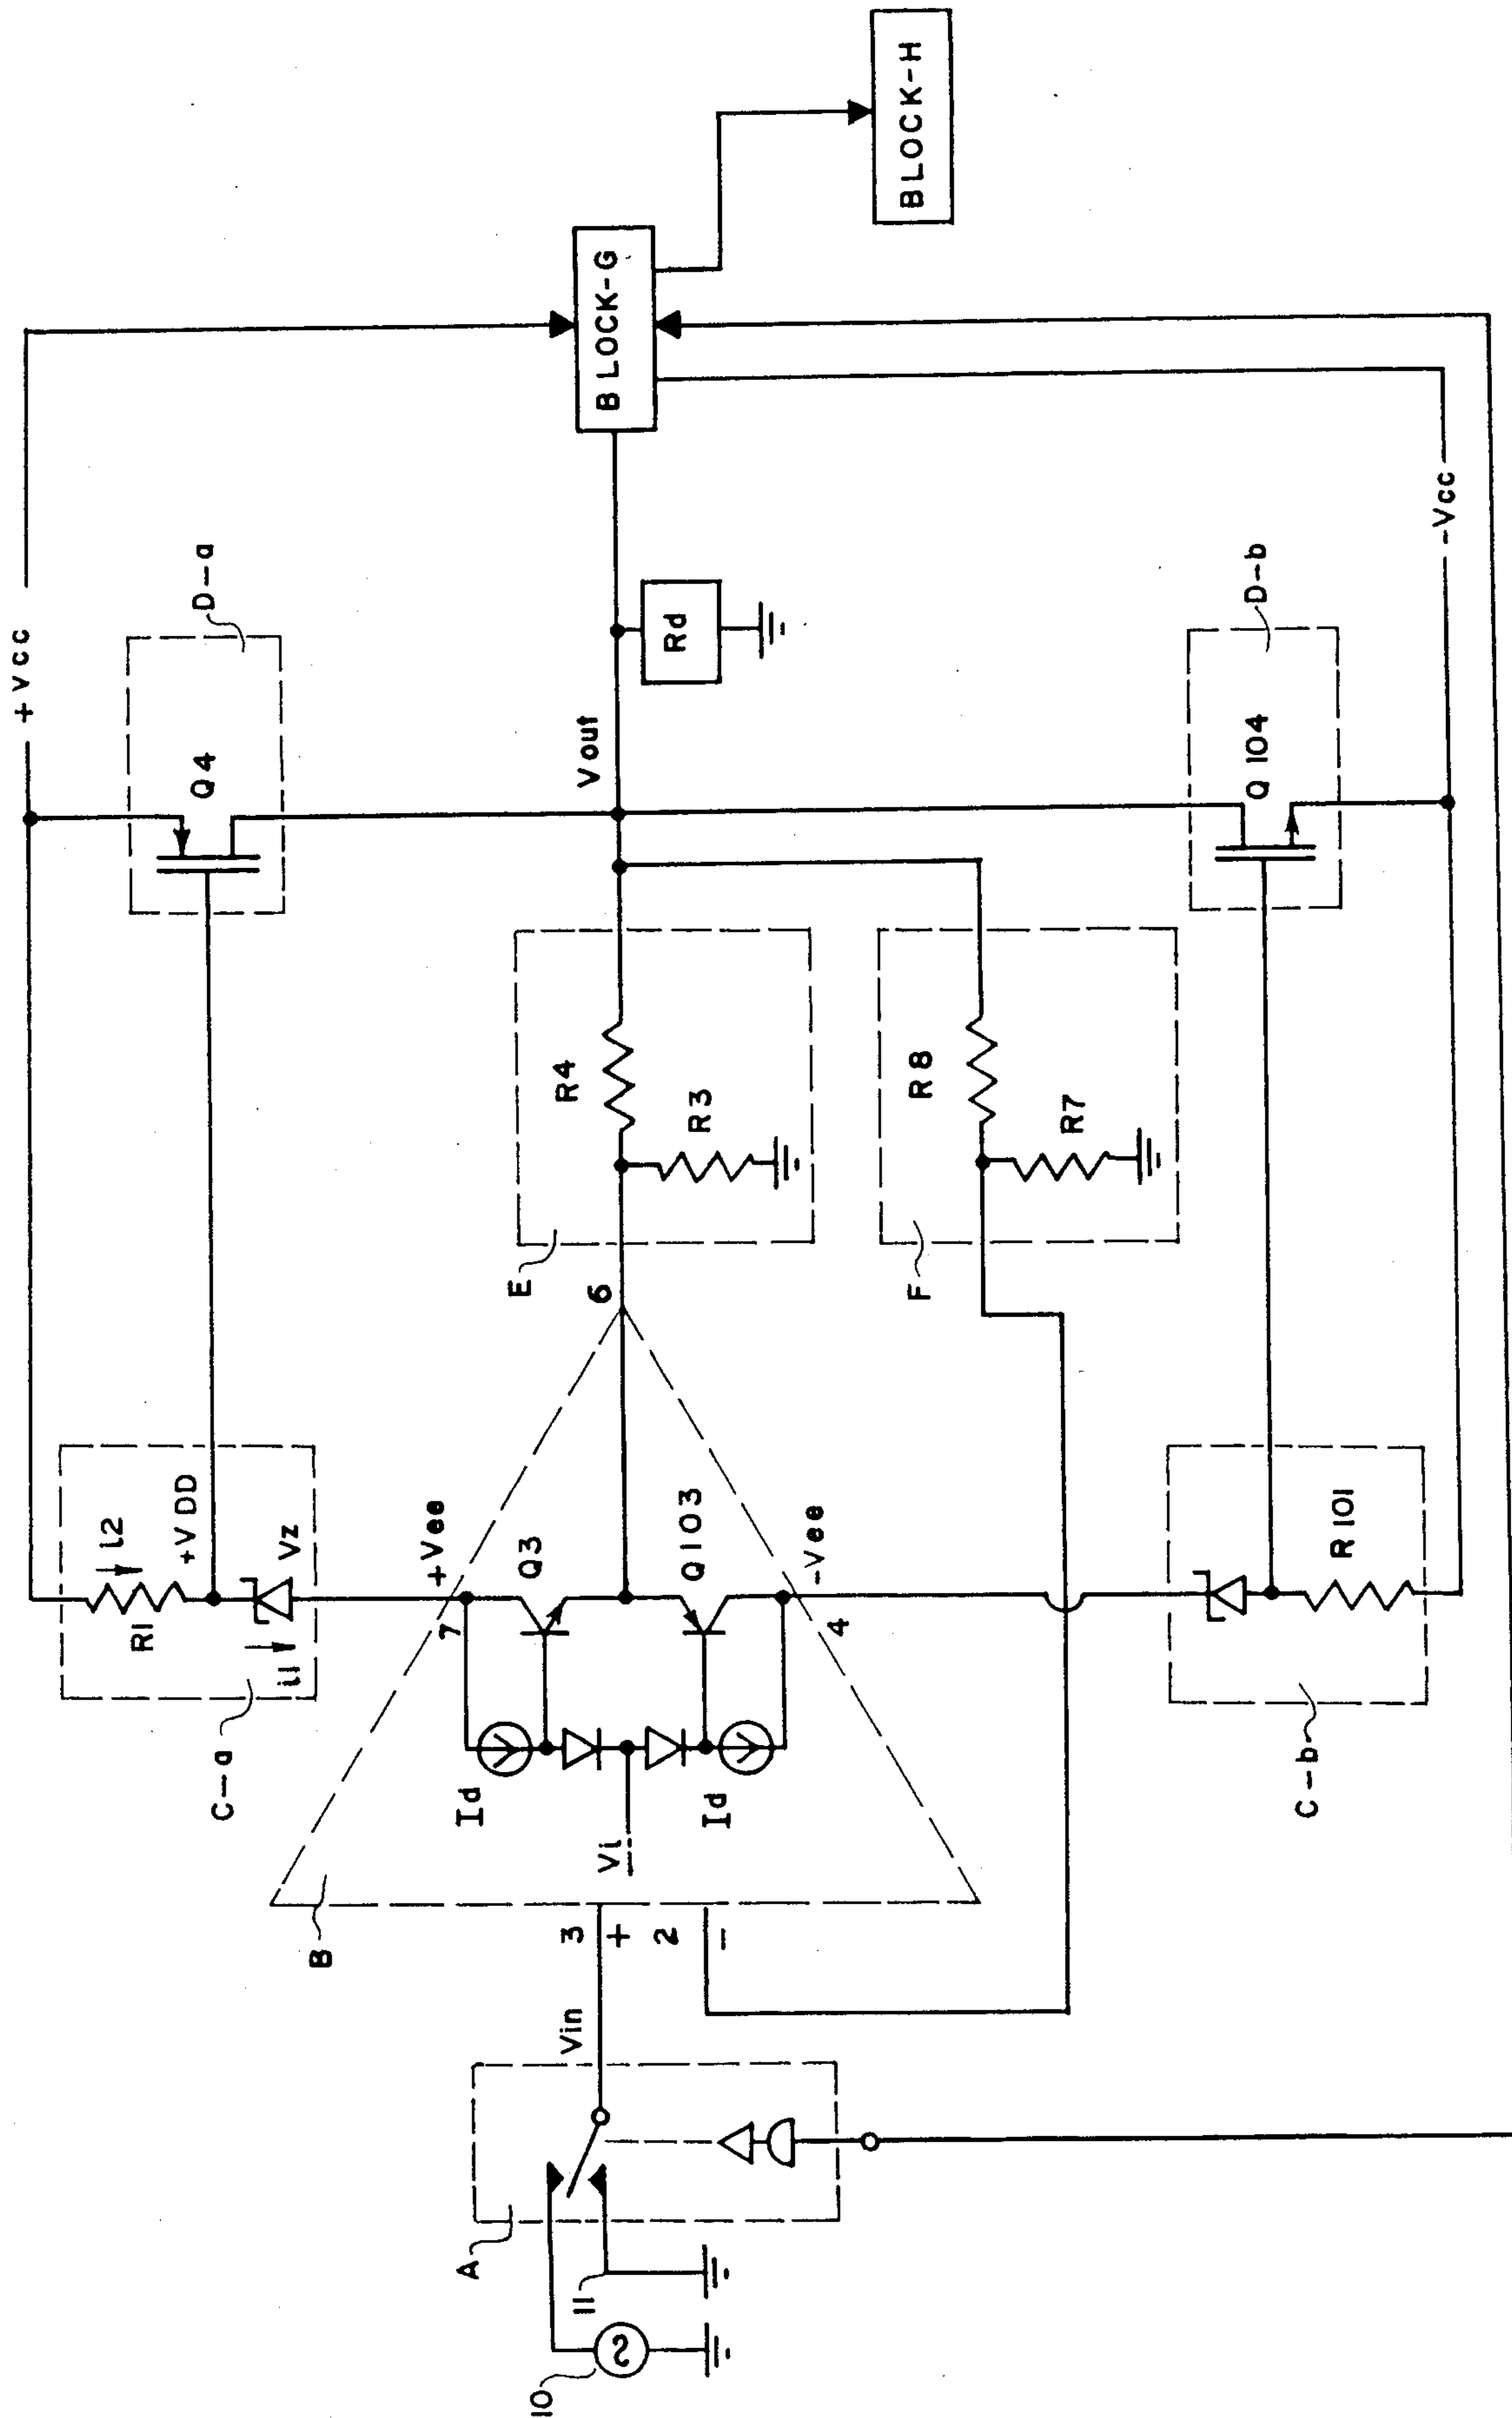 +Vcc
D-a
Q4
BLOCK-G
BLOCK-H
Vout
Rd
Q104
D-b
-Vcc
R4
R3
E
6
R8
R7
F
R1
i2
+VDD
Vz
i1
C-a
+Vee
7
Q3
Q103
-Vee
4
Id
Id
Vi
B
3
+
2
-
R101
C-b
Vin
A
11
10